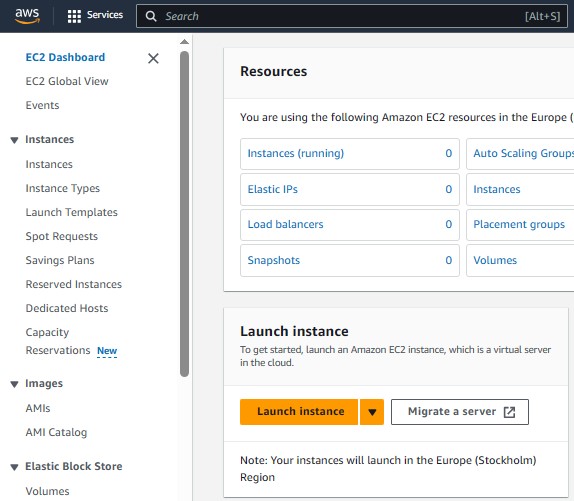 aws
Services
Search
[Alt+S]
EC2 Dashboard
EC2 Global View
Events
Instances
Instances
Instance Types
Launch Templates
Spot Requests
Savings Plans
Reserved Instances
Dedicated Hosts
Capacity
Reservations New
Images
AMIs
AMI Catalog
Elastic Block Store
Volumes
Resources
You are using the following Amazon EC2 resources in the Europe (
Instances (running) 0
Auto Scaling Groups
Elastic IPs 0
Instances
Load balancers 0
Placement groups
Snapshots 0
Volumes
Launch instance
To get started, launch an Amazon EC2 instance, which is a virtual server
in the cloud.
Launch instance
Migrate a server
Note: Your instances will launch in the Europe (Stockholm)
Region